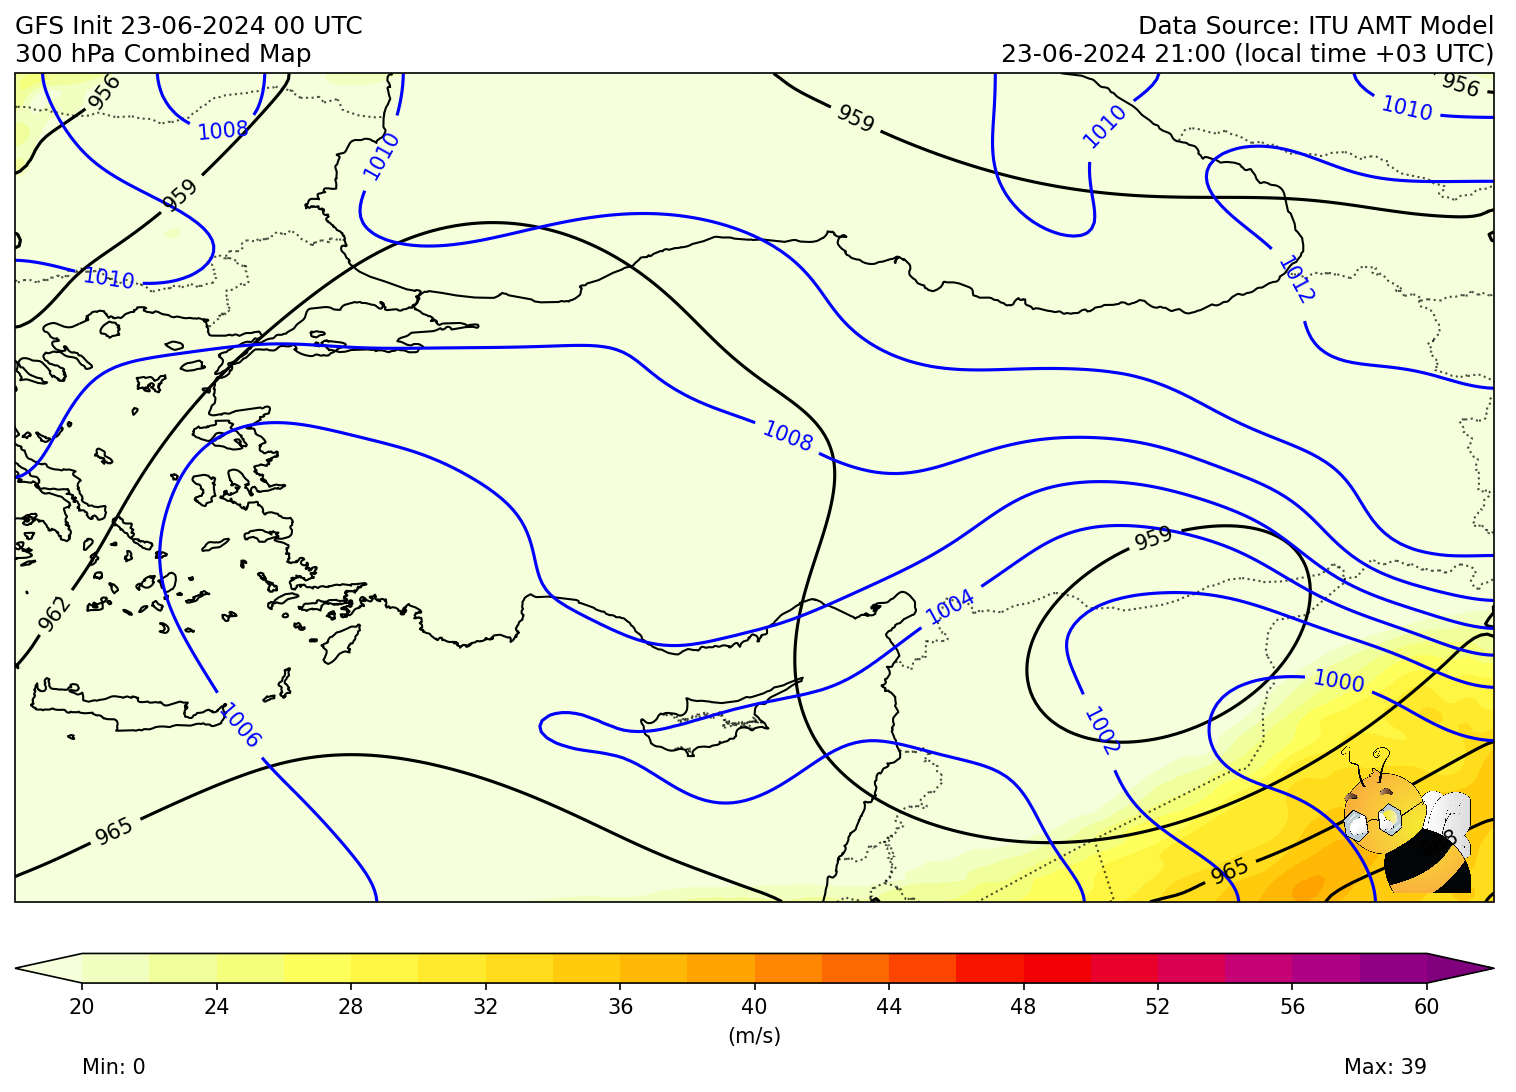 GFS Init 23-06-2024 00 UTC
300 hPa Combined Map
Data Source: ITU AMT Model
23-06-2024 21:00 (local time +03 UTC)
956
1008
1010
959
959
1010
1010
956
1010
1012
1008
959
962
1004
1006
1002
1000
965
965
8
20 24 28 32 36 40 44 48 52 56 60
(m/s)
Min: 0
Max: 39